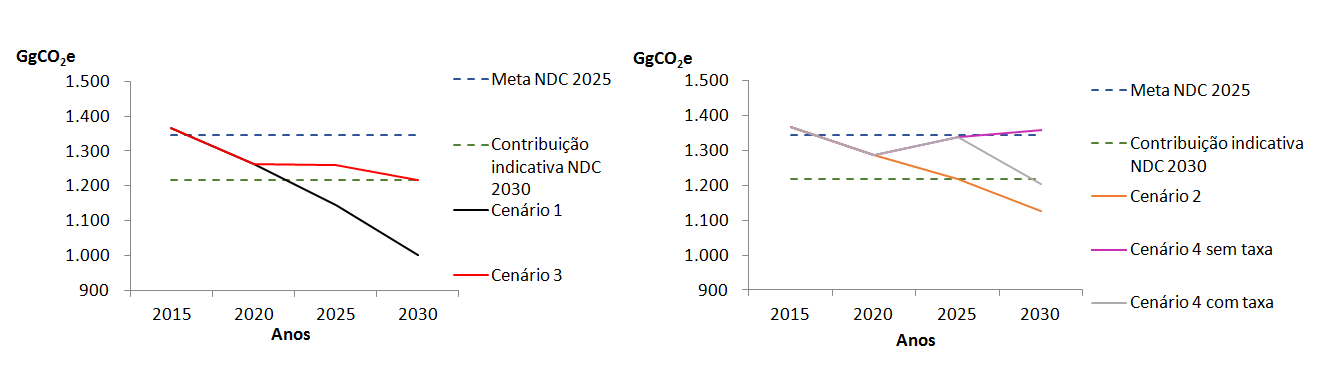 GgCO₂e
1.500
1.400
1.300
1.200
1.100
1.000
900
2015 2020 2025 2030
Anos
Meta NDC 2025
Contribuição
indicativa NDC
2030
Cenário 1
Cenário 3
GgCO₂e
1.500
1.400
1.300
1.200
1.100
1.000
900
2015 2020 2025 2030
Anos
Meta NDC 2025
Contribuição indicativa
NDC 2030
Cenário 2
Cenário 4 sem taxa
Cenário 4 com taxa